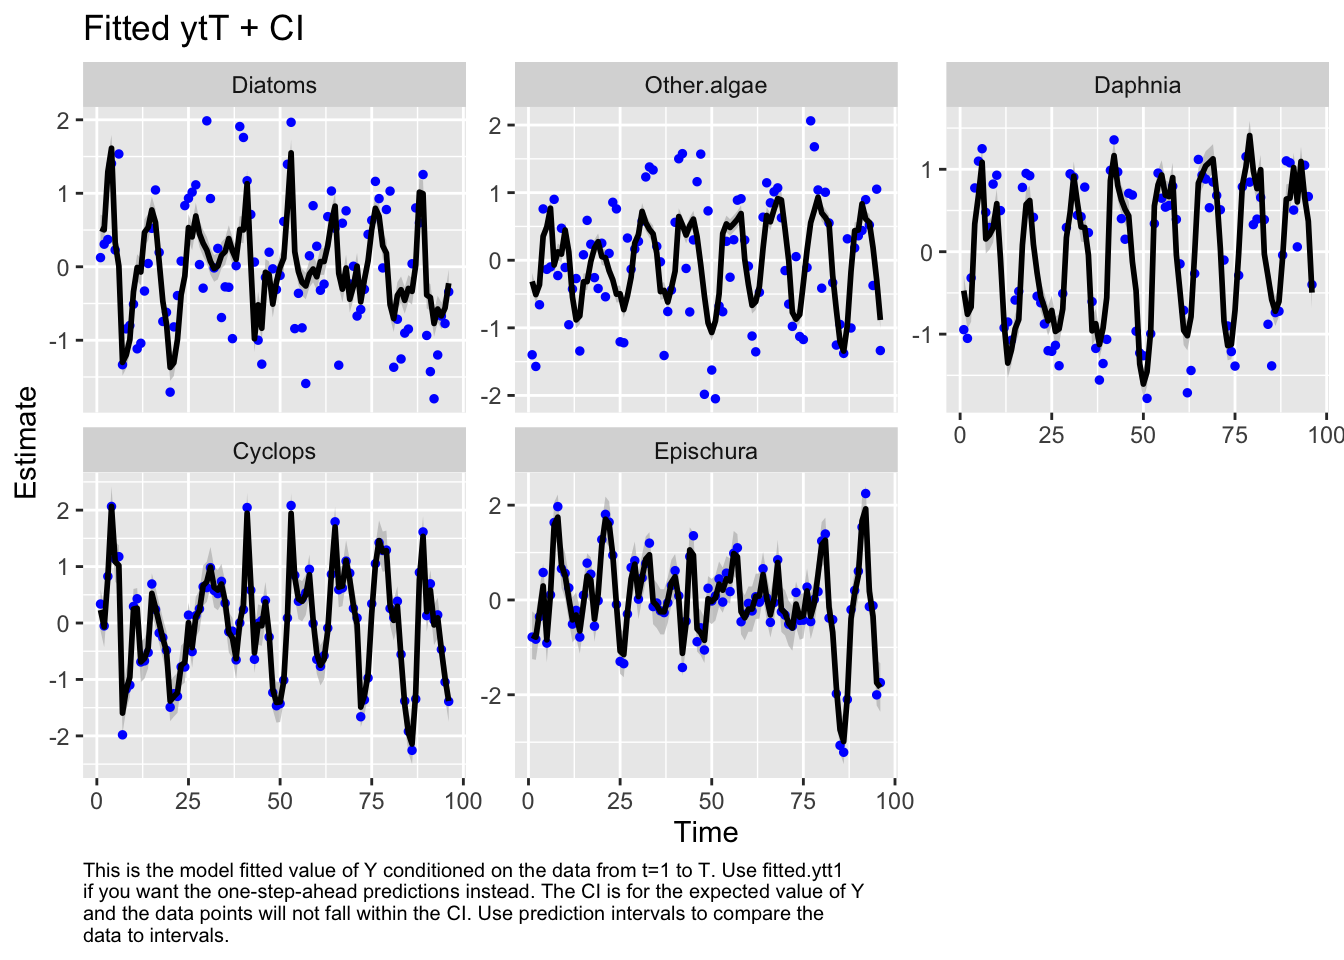 Fitted ytT + CI
Diatoms
Other.algae
Daphnia
2
1
0
-1
2
1
0
-1
-2
1
0
-1
0
25
50
75
100
Estimate
Cyclops
Epischura
2
1
0
-1
-2
2
0
-2
0
25
50
75
100
0
25
50
75
100
Time
This is the model fitted value of Y conditioned on the data from t=1 to T. Use fitted.ytt1
if you want the one-step-ahead predictions instead. The CI is for the expected value of Y
and the data points will not fall within the CI. Use prediction intervals to compare the
data to intervals.